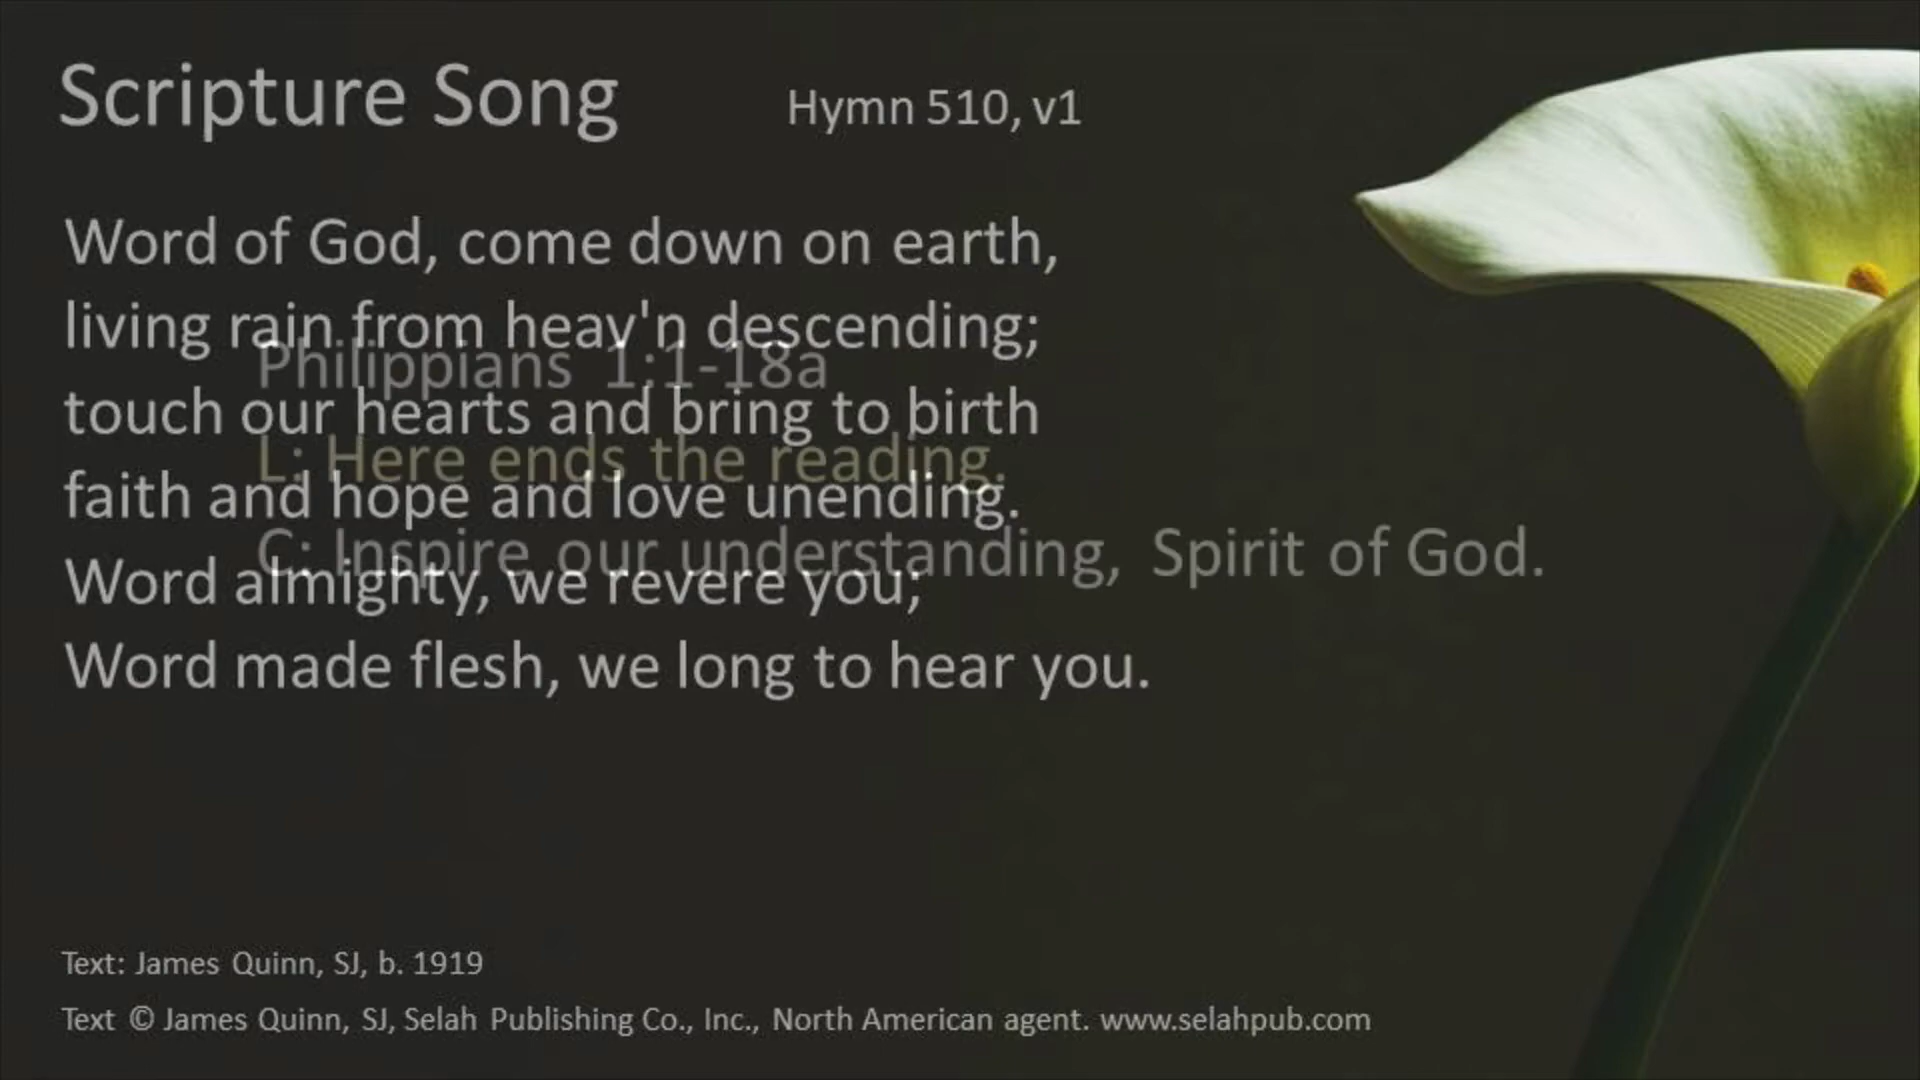 Scripture Song
Hymn 510, v1
Word of God, come down on earth,
living rain from heav'n descending;
touch our hearts and bring to birth
faith and hope and love unending.
Word almighty, we revere you;
Word made flesh, we long to hear you.
Philippians 1:1-18a
L: Here ends the reading.
C: Inspire our understanding, Spirit of God.
Text: James Quinn, SJ, b. 1919
Text © James Quinn, SJ, Selah Publishing Co., Inc., North American agent. www.selahpub.com